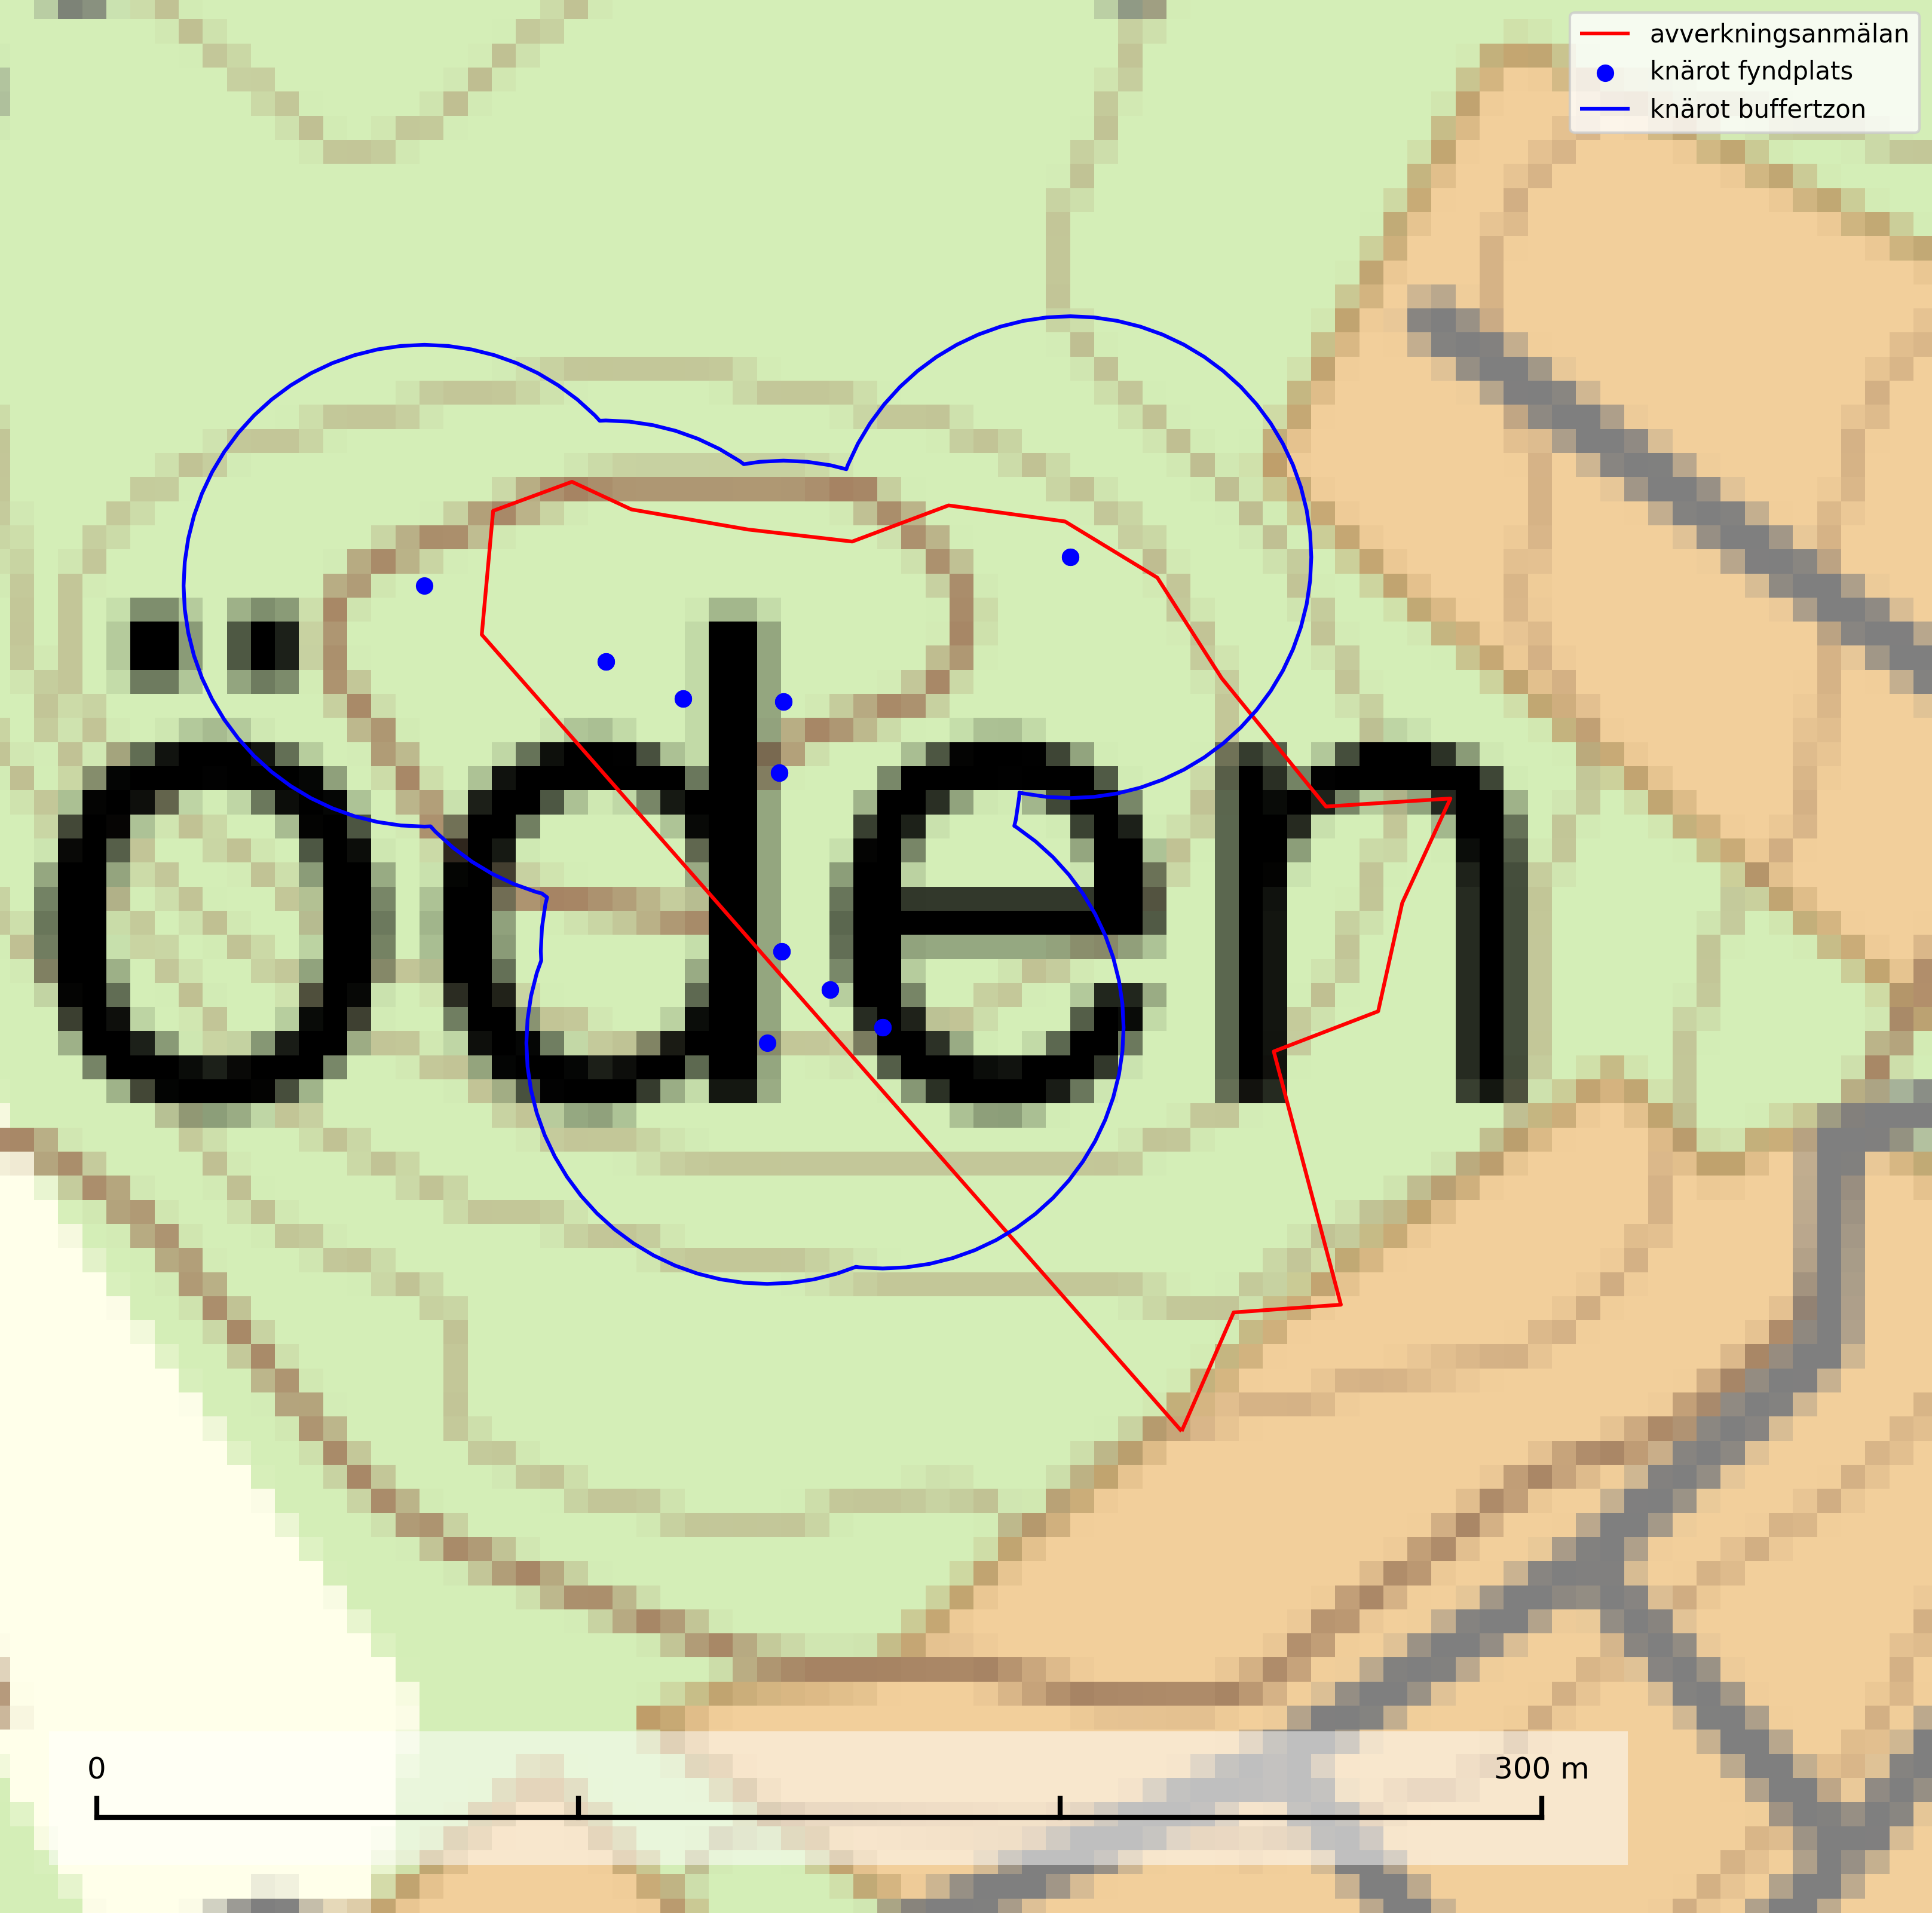 avverkningsanmälan
knärot fyndplats
knärot buffertzon
öden
0 300 m